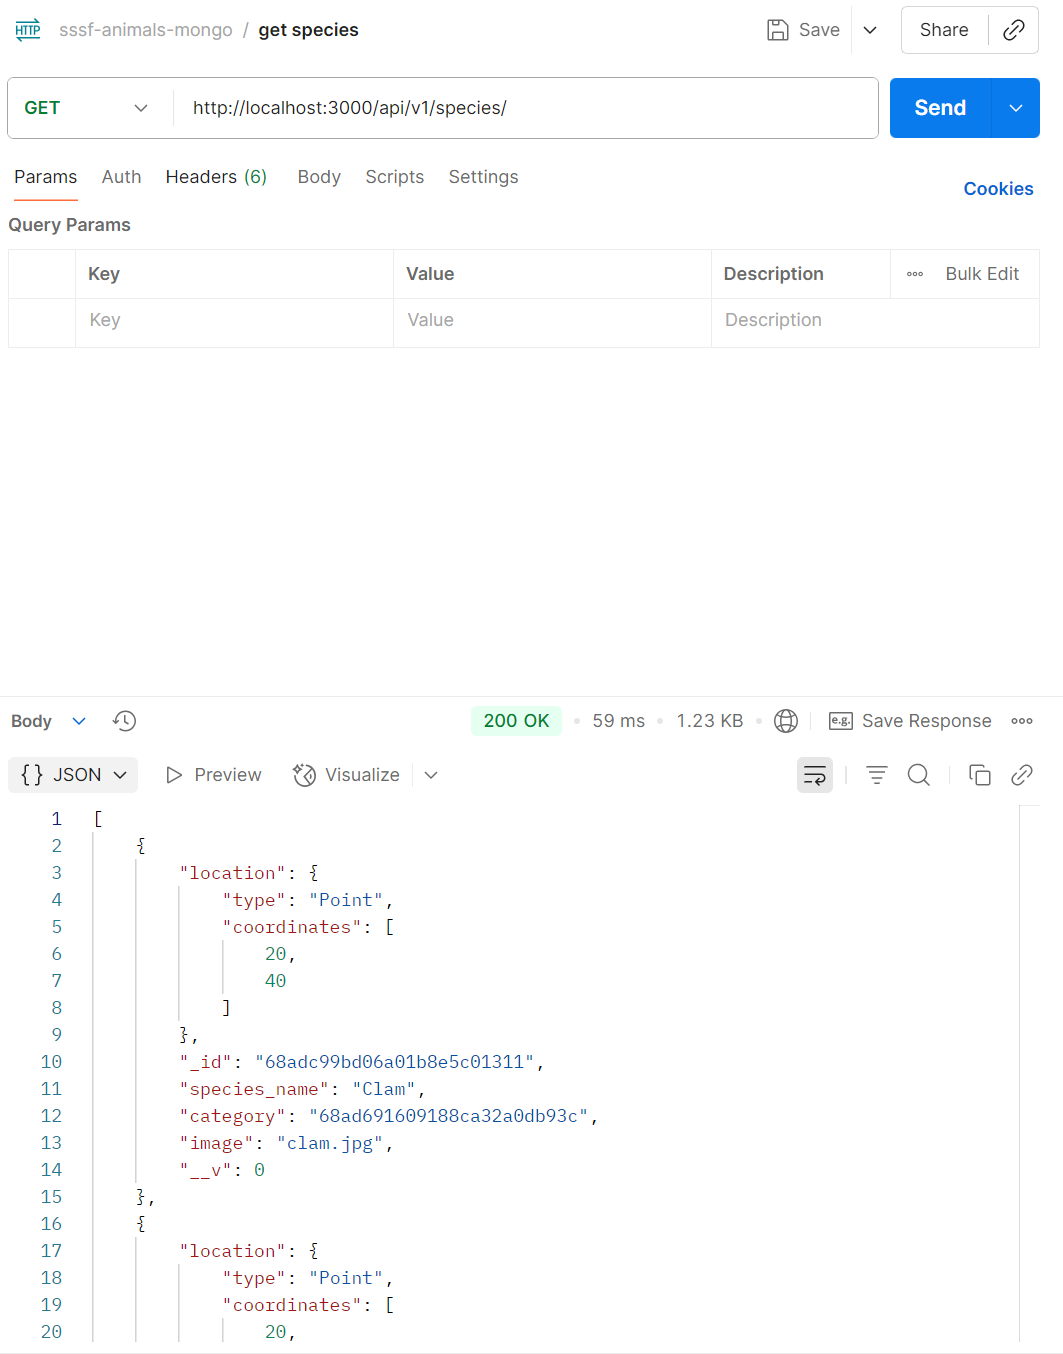 HTTP sssf-animals-mongo / get species Save Share
GET http://localhost:3000/api/v1/species/ Send
Params Auth Headers (6) Body Scripts Settings Cookies
Query Params
Key Value Description Bulk Edit
Key Value Description
Body 200 OK 59 ms 1.23 KB e.g. Save Response
{} JSON Preview Visualize
1 [
2 {
3 "location": {
4 "type": "Point",
5 "coordinates": [
6 20,
7 40
8 ]
9 },
10 "_id": "68adc99bd06a01b8e5c01311",
11 "species_name": "Clam",
12 "category": "68ad691609188ca32a0db93c",
13 "image": "clam.jpg",
14 "__v": 0
15 },
16 {
17 "location": {
18 "type": "Point",
19 "coordinates": [
20 20,